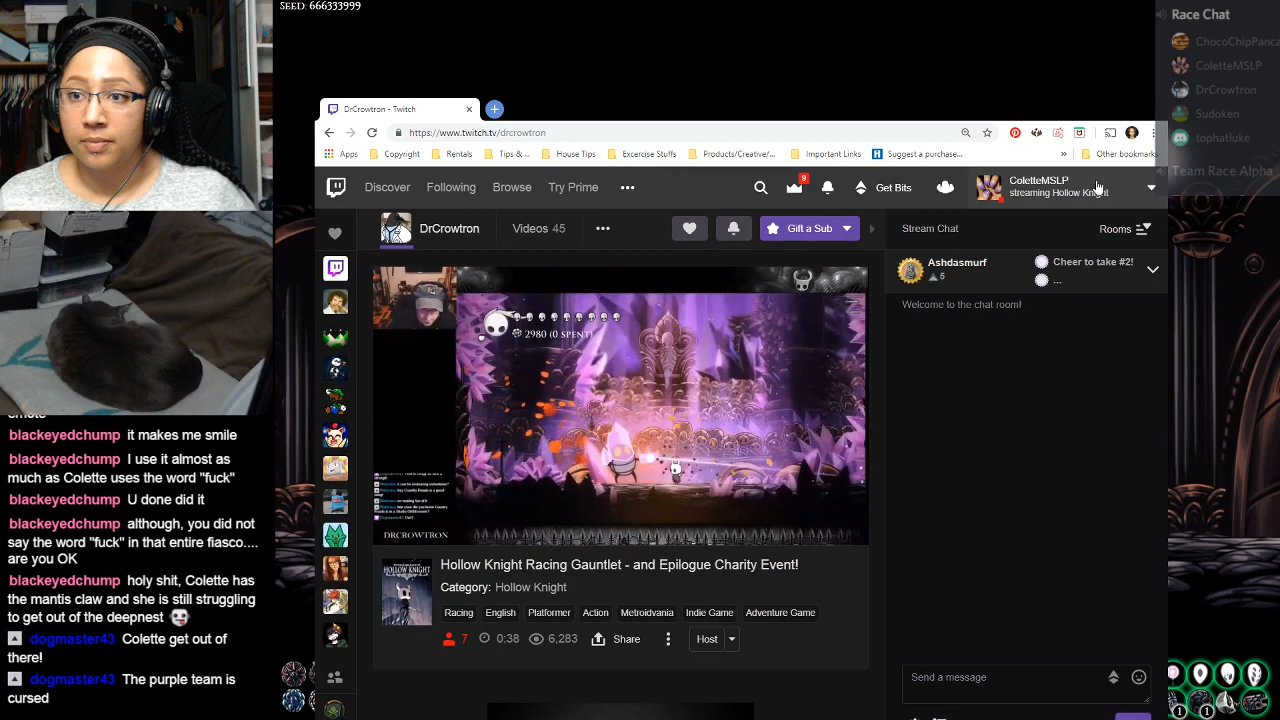 SEED: 666333999
Race Chat
ChocoChipPanca
ColetteMSLP
DrCrowtron
Sudoken
tophatluke
Team Race Alpha
DrCrowtron - Twitch
https://www.twitch.tv/drcrowtron
Apps
Copyright
Rentals
Tips & ...
House Tips
Excercise Stuffs
Products/Creative/...
Important Links
Suggest a purchase...
»
Other bookmarks
Discover
Following
Browse
Try Prime
9
Get Bits
ColetteMSLP
streaming Hollow Knight
DrCrowtron
Videos 45
Gift a Sub
Stream Chat
Rooms
Ashdasmurf
5
Cheer to take #2!
...
Welcome to the chat room!
2980 (0 SPENT)
DRCROWTRON
Hollow Knight Racing Gauntlet - and Epilogue Charity Event!
Category: Hollow Knight
HOLLOW KNIGHT
Racing
English
Platformer
Action
Metroidvania
Indie Game
Adventure Game
7
0:38
6,283
Share
Host
Send a message
blackeyedchump it makes me smile
blackeyedchump I use it almost as
much as Colette uses the word "fuck"
blackeyedchump U done did it
blackeyedchump although, you did not
say the word "fuck" in that entire fiasco....
are you OK
blackeyedchump holy shit, Colette has
the mantis claw and she is still struggling
to get out of the deepnest
dogmaster43 Colette get out of
there!
dogmaster43 The purple team is
cursed
1
1
1